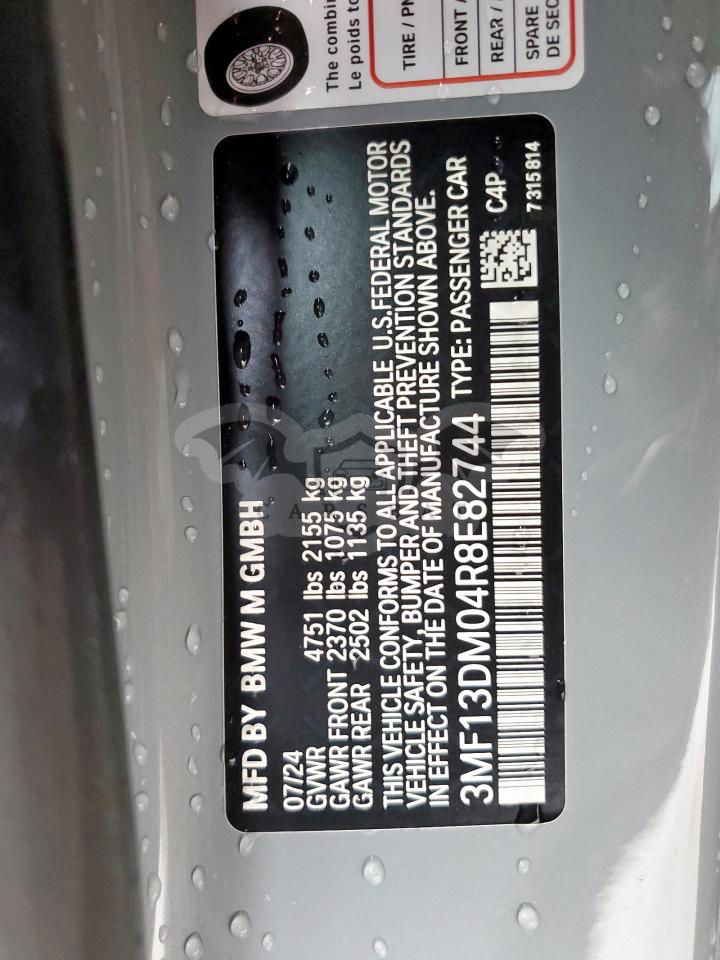 The combin
Le poids to
TIRE / PN
FRONT /
REAR /
SPARE
DE SEC
MFD BY BMW M GMBH
07/24
GVWR 4751 lbs 2155 kg
GAWR FRONT 2370 lbs 1075 kg
GAWR REAR 2502 lbs 1135 kg
THIS VEHICLE CONFORMS TO ALL APPLICABLE U.S. FEDERAL MOTOR
VEHICLE SAFETY, BUMPER AND THEFT PREVENTION STANDARDS
IN EFFECT ON THE DATE OF MANUFACTURE SHOWN ABOVE.
3MF13DM04R8E82744 TYPE: PASSENGER CAR
C4P
7315814